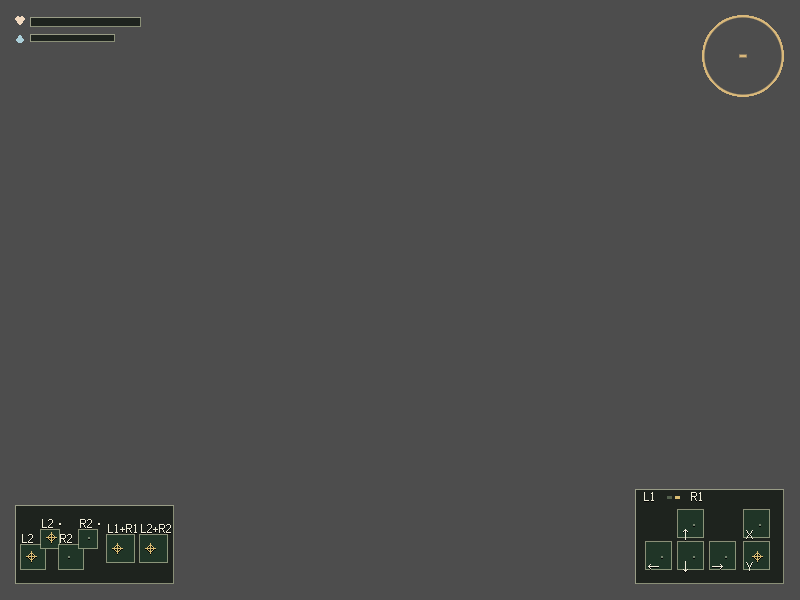 L1 R1
L2 R2 L1+R1 L2+R2
L2 R2
X
↑
← ↓ → Y